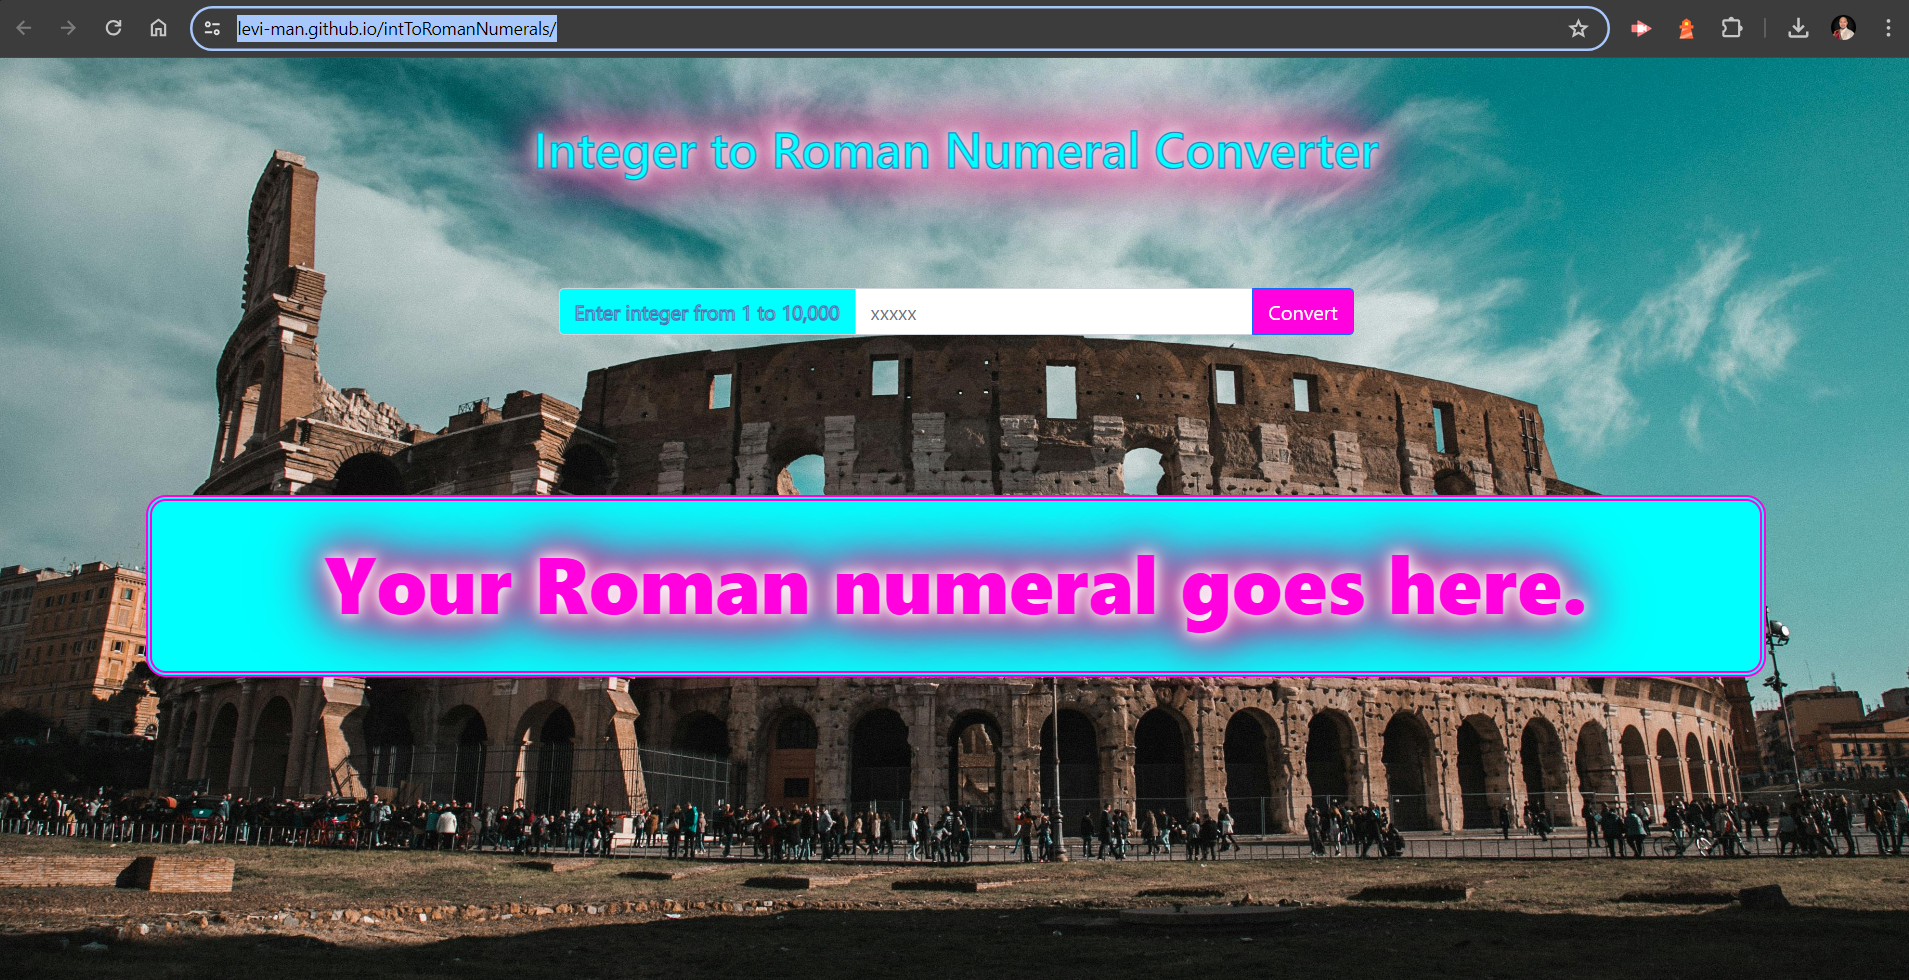 levi-man.github.io/intToRomanNumerals/
Integer to Roman Numeral Converter
Enter integer from 1 to 10,000 xxxxx Convert
Your Roman numeral goes here.